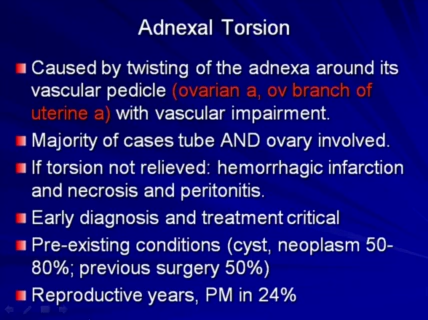 Adnexal Torsion
Caused by twisting of the adnexa around its
vascular pedicle (ovarian a, ov branch of
uterine a) with vascular impairment.
Majority of cases tube AND ovary involved.
If torsion not relieved: hemorrhagic infarction
and necrosis and peritonitis.
Early diagnosis and treatment critical
Pre-existing conditions (cyst, neoplasm 50-
80%; previous surgery 50%)
Reproductive years, PM in 24%